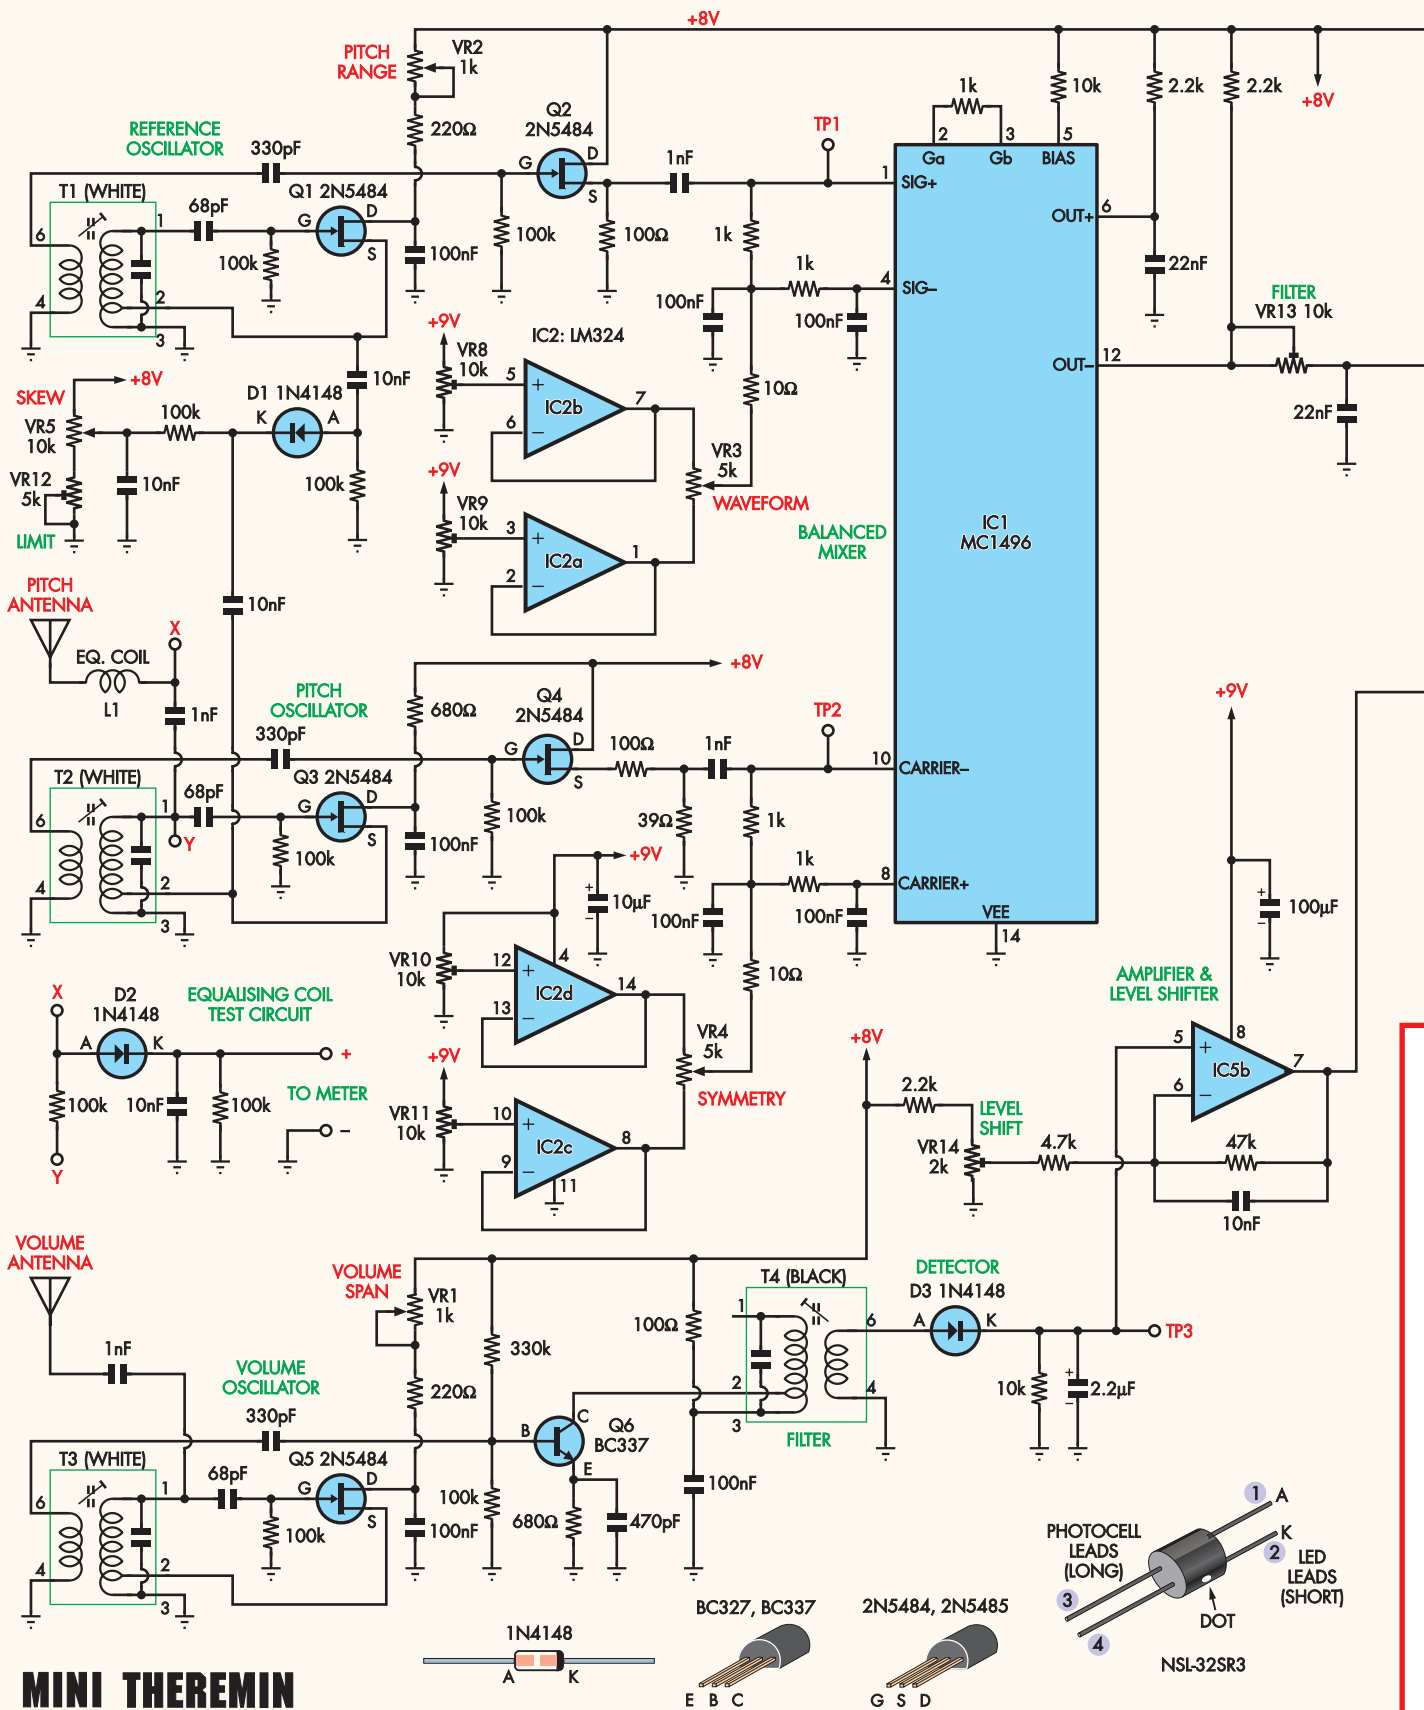 +8V
PITCH
RANGE
VR2
1k
220Ω
REFERENCE
OSCILLATOR
330pF
Q2
2N5484
G
D
S
1nF
TP1
1k
2
3
Ga
Gb
10k
5
BIAS
2.2k
2.2k
+8V
T1 (WHITE)
6
4
1
2
3
68pF
Q1 2N5484
G
D
S
100k
100nF
100k
100Ω
1k
1
SIG+
6
OUT+
22nF
1k
4
SIG–
100nF
100nF
FILTER
VR13 10k
12
OUT–
22nF
+9V
VR8
10k
IC2: LM324
5
+
6
–
IC2b
7
10Ω
10nF
D1 1N4148
K
A
+8V
SKEW
VR5
10k
100k
VR12
5k
LIMIT
10nF
100k
+9V
VR9
10k
3
+
2
–
IC2a
1
VR3
5k
WAVEFORM
BALANCED
MIXER
IC1
MC1496
PITCH
ANTENNA
X
EQ. COIL
L1
1nF
10nF
PITCH
OSCILLATOR
330pF
680Ω
+8V
Q4
2N5484
G
D
S
100Ω
1nF
TP2
10
CARRIER–
T2 (WHITE)
6
4
1
2
3
Y
68pF
Q3 2N5484
G
D
S
100k
100nF
100k
39Ω
1k
1k
8
CARRIER+
100nF
100nF
VEE
14
+9V
+
–
10µF
+9V
+
–
100µF
VR10
10k
12
+
13
–
4
IC2d
14
10Ω
AMPLIFIER &
LEVEL SHIFTER
X
D2
1N4148
A
K
EQUALISING COIL
TEST CIRCUIT
+
TO METER
–
100k
10nF
100k
Y
+9V
VR11
10k
10
+
9
–
IC2c
8
11
VR4
5k
SYMMETRY
+8V
2.2k
LEVEL
SHIFT
VR14
2k
4.7k
5
+
6
–
8
IC5b
7
47k
10nF
VOLUME
ANTENNA
1nF
VOLUME
OSCILLATOR
330pF
VOLUME
SPAN
VR1
1k
220Ω
330k
100Ω
T4 (BLACK)
1
2
3
6
4
FILTER
DETECTOR
D3 1N4148
A
K
TP3
10k
+
–
2.2µF
B
C
E
Q6
BC337
T3 (WHITE)
6
4
1
2
3
68pF
Q5 2N5484
G
D
S
100k
100nF
100k
680Ω
470pF
100nF
PHOTOCELL
LEADS
(LONG)
1
A
K
2
LED
LEADS
(SHORT)
3
4
DOT
NSL-32SR3
1N4148
A
K
BC327, BC337
E B C
2N5484, 2N5485
G S D
MINI THEREMIN